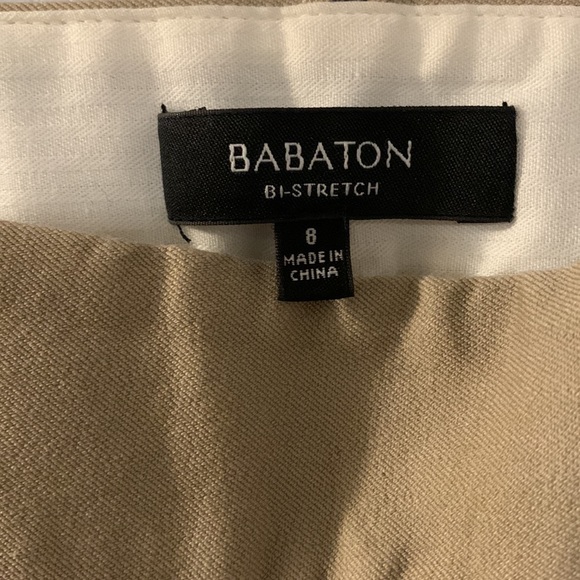 BABATON
BI-STRETCH
8
MADE IN
CHINA